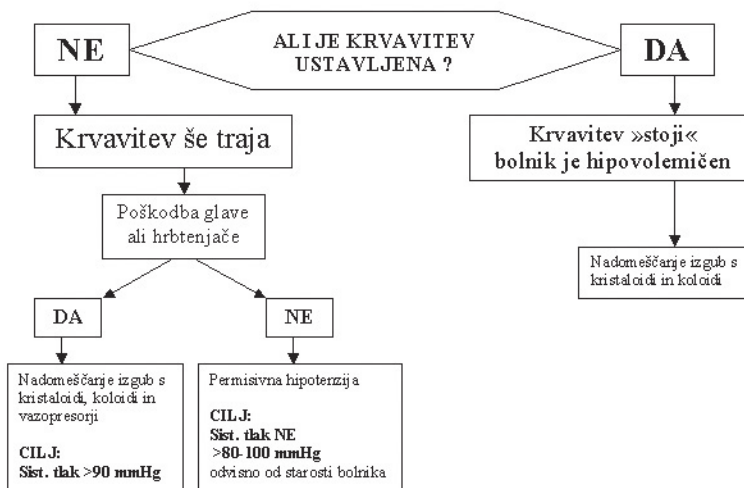 NE
ALI JE KRVAVITEV
USTAVLJENA ?
DA
Krvavitev še traja
Krvavitev »stoji«
bolnik je hipovolemičen
Poškodba glave
ali hrbtenjače
Nadomeščanje izgub s
kristaloidi in koloidi
DA
NE
Nadomeščanje izgub s
kristaloidi, koloidi in
vazopresorji
CILJ:
Sist. tlak >90 mmHg
Permisivna hipotenzija
CILJ:
Sist. tlak NE
>80-100 mmHg
odvisno od starosti bolnika